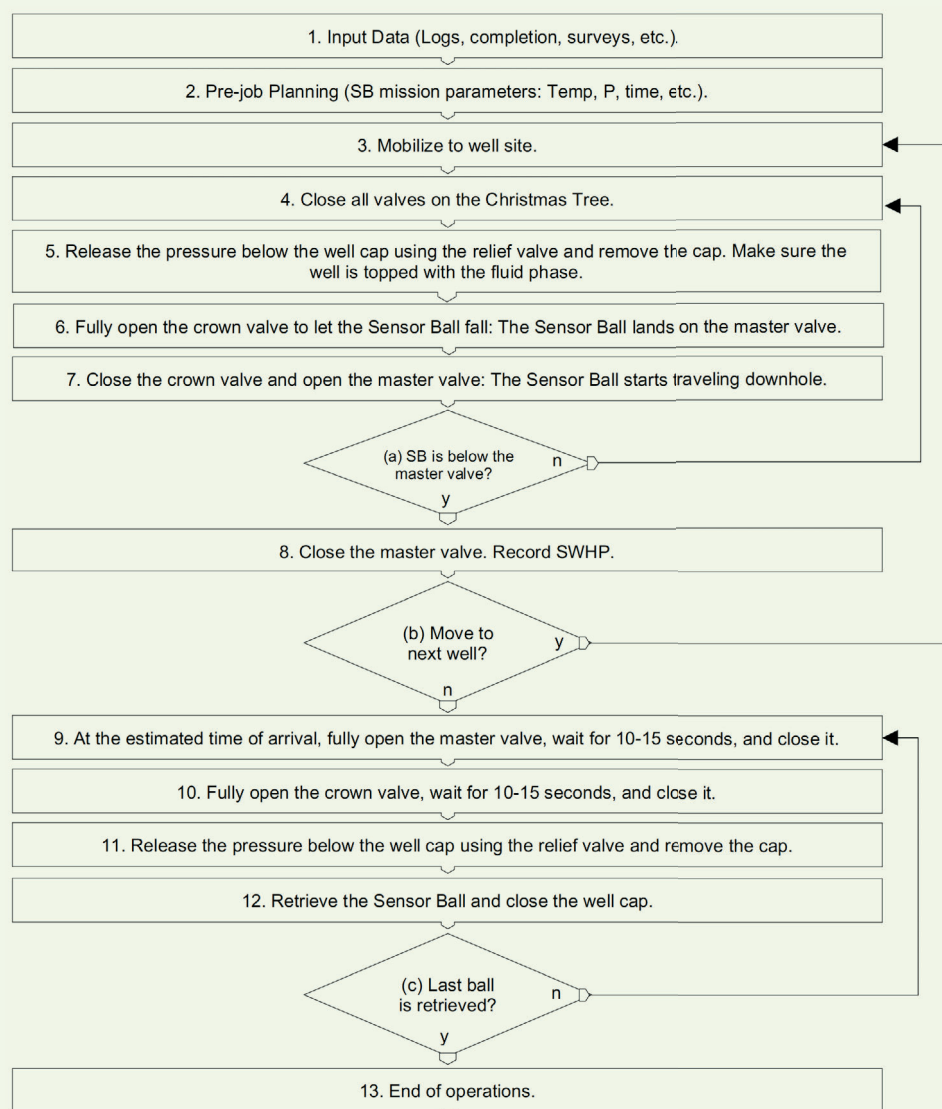 1. Input Data (Logs, completion, surveys, etc.).
2. Pre-job Planning (SB mission parameters: Temp, P, time, etc.).
3. Mobilize to well site.
4. Close all valves on the Christmas Tree.
5. Release the pressure below the well cap using the relief valve and remove the cap. Make sure the
well is topped with the fluid phase.
6. Fully open the crown valve to let the Sensor Ball fall: The Sensor Ball lands on the master valve.
7. Close the crown valve and open the master valve: The Sensor Ball starts traveling downhole.
(a) SB is below the
master valve?
n
y
8. Close the master valve. Record SWHP.
(b) Move to
next well?
y
n
9. At the estimated time of arrival, fully open the master valve, wait for 10-15 seconds, and close it.
10. Fully open the crown valve, wait for 10-15 seconds, and close it.
11. Release the pressure below the well cap using the relief valve and remove the cap.
12. Retrieve the Sensor Ball and close the well cap.
(c) Last ball
is retrieved?
n
y
13. End of operations.